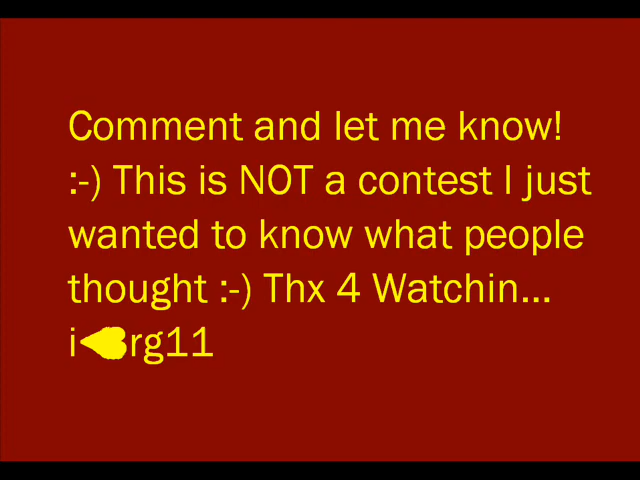 Comment and let me know!
:-) This is NOT a contest I just
wanted to know what people
thought :-) Thx 4 Watchin...
i♥rg11